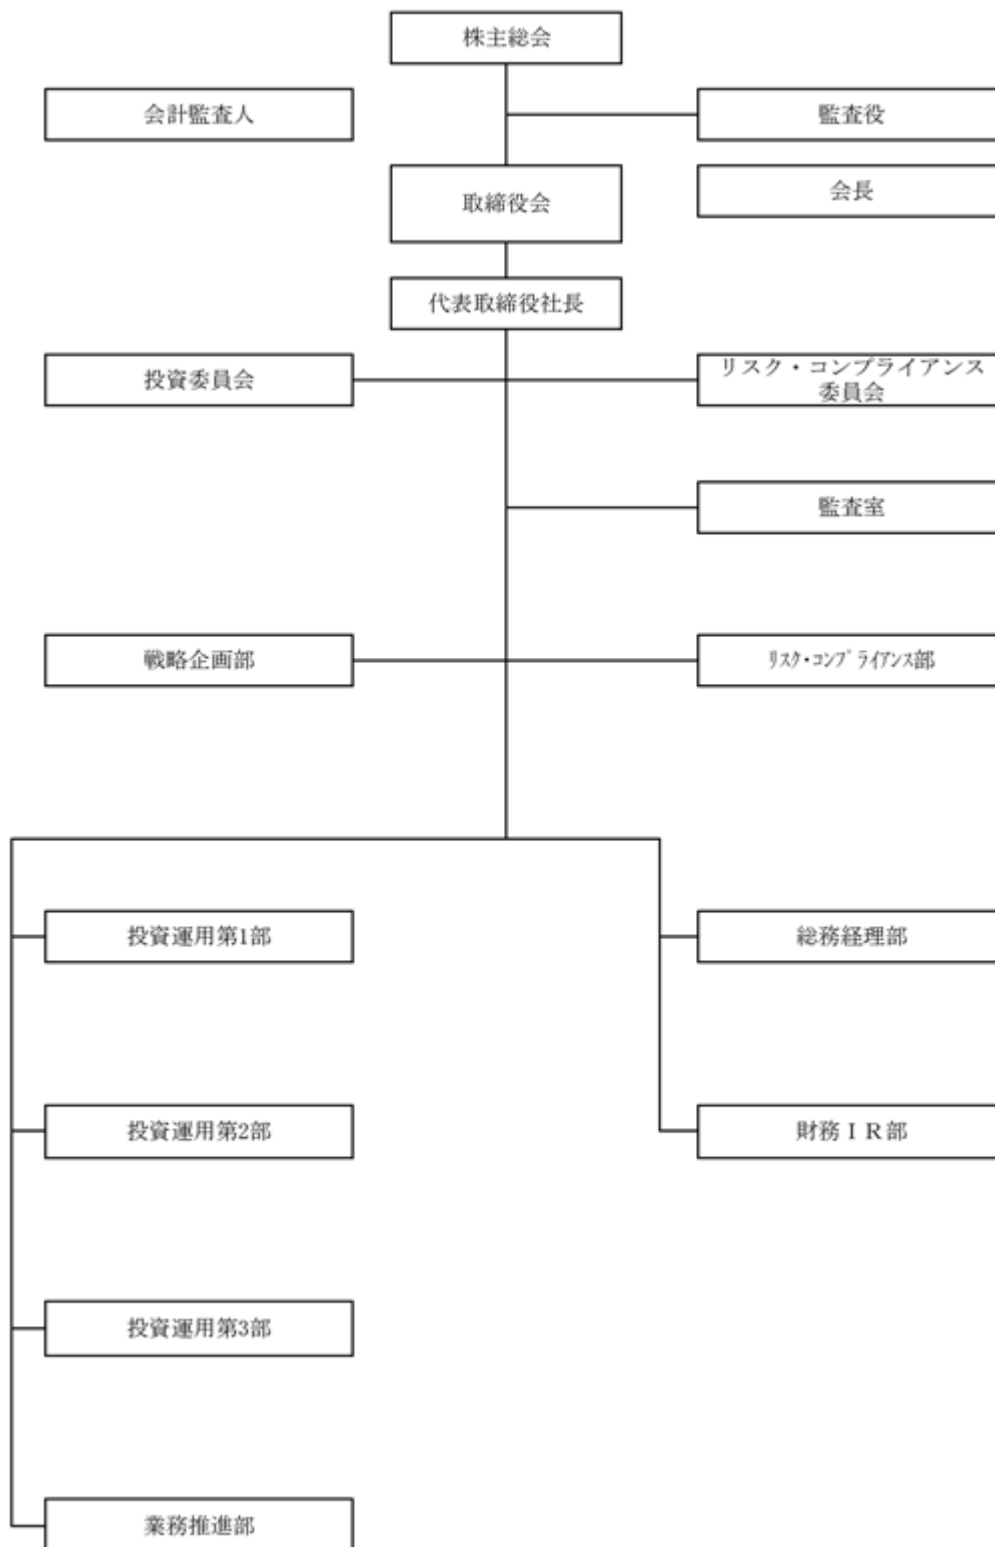 株主総会
会計監査人
監査役
取締役会
会長
代表取締役社長
投資委員会
リスク・コンプライアンス
委員会
監査室
戦略企画部
ﾘｽｸ・ｺﾝﾌﾟﾗｲｱﾝｽ部
投資運用第1部
総務経理部
投資運用第2部
財務ＩＲ部
投資運用第3部
業務推進部